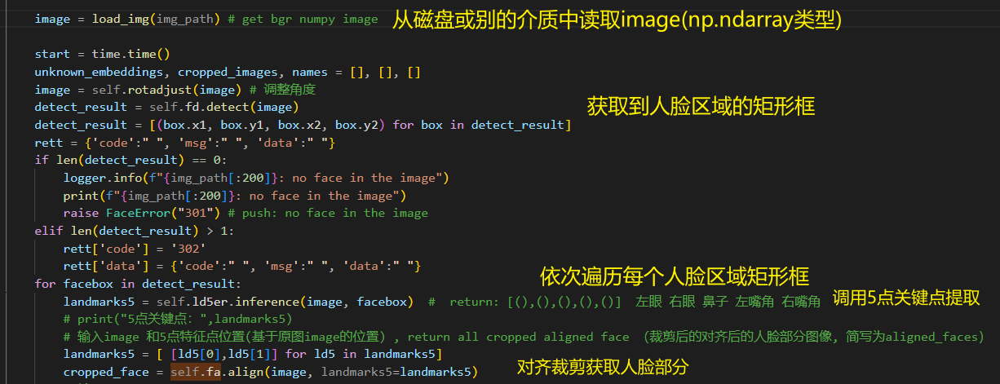 image = load_img(img_path) # get bgr numpy image 从磁盘或别的介质中读取image(np.ndarray类型)
start = time.time()
unknown_embeddings, cropped_images, names = [], [], []
image = self.rotadjust(image) # 调整角度
detect_result = self.fd.detect(image) 获取到人脸区域的矩形框
detect_result = [(box.x1, box.y1, box.x2, box.y2) for box in detect_result]
rett = {'code':" ", 'msg':" ", 'data':" "}
if len(detect_result) == 0:
logger.info(f"{img_path[:200]}: no face in the image")
print(f"{img_path[:200]}: no face in the image")
raise FaceError("301") # push: no face in the image
elif len(detect_result) > 1:
rett['code'] = '302'
rett['data'] = {'code':" ", 'msg':" ", 'data':" "}
for facebox in detect_result: 依次遍历每个人脸区域矩形框
landmarks5 = self.ld5er.inference(image, facebox) # return: [(),(),(),(),()] 左眼 右眼 鼻子 左嘴角 右嘴角 调用5点关键点提取
# print("5点关键点: ",landmarks5)
# 输入image 和5点特征点位置(基于原图image的位置) , return all cropped aligned face (裁剪后的对齐后的人脸部分图像, 简写为aligned_faces)
landmarks5 = [ [ld5[0],ld5[1]] for ld5 in landmarks5]
cropped_face = self.fa.align(image, landmarks5=landmarks5) 对齐裁剪获取人脸部分